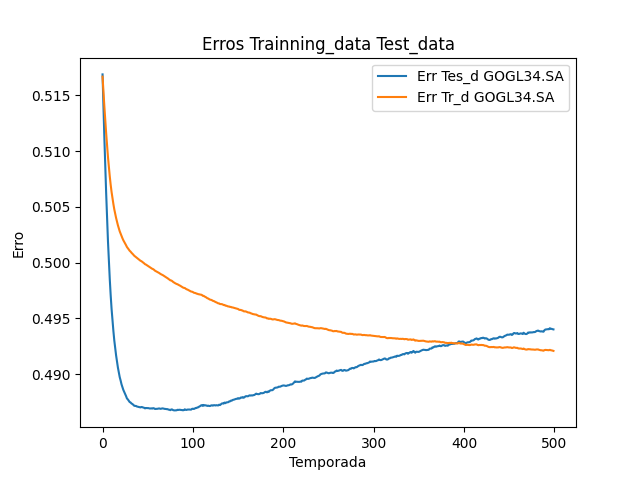 Erros Trainning_data Test_data
Err Tes_d GOGL34.SA
Err Tr_d GOGL34.SA
Erro
0.515
0.510
0.505
0.500
0.495
0.490
0 100 200 300 400 500
Temporada